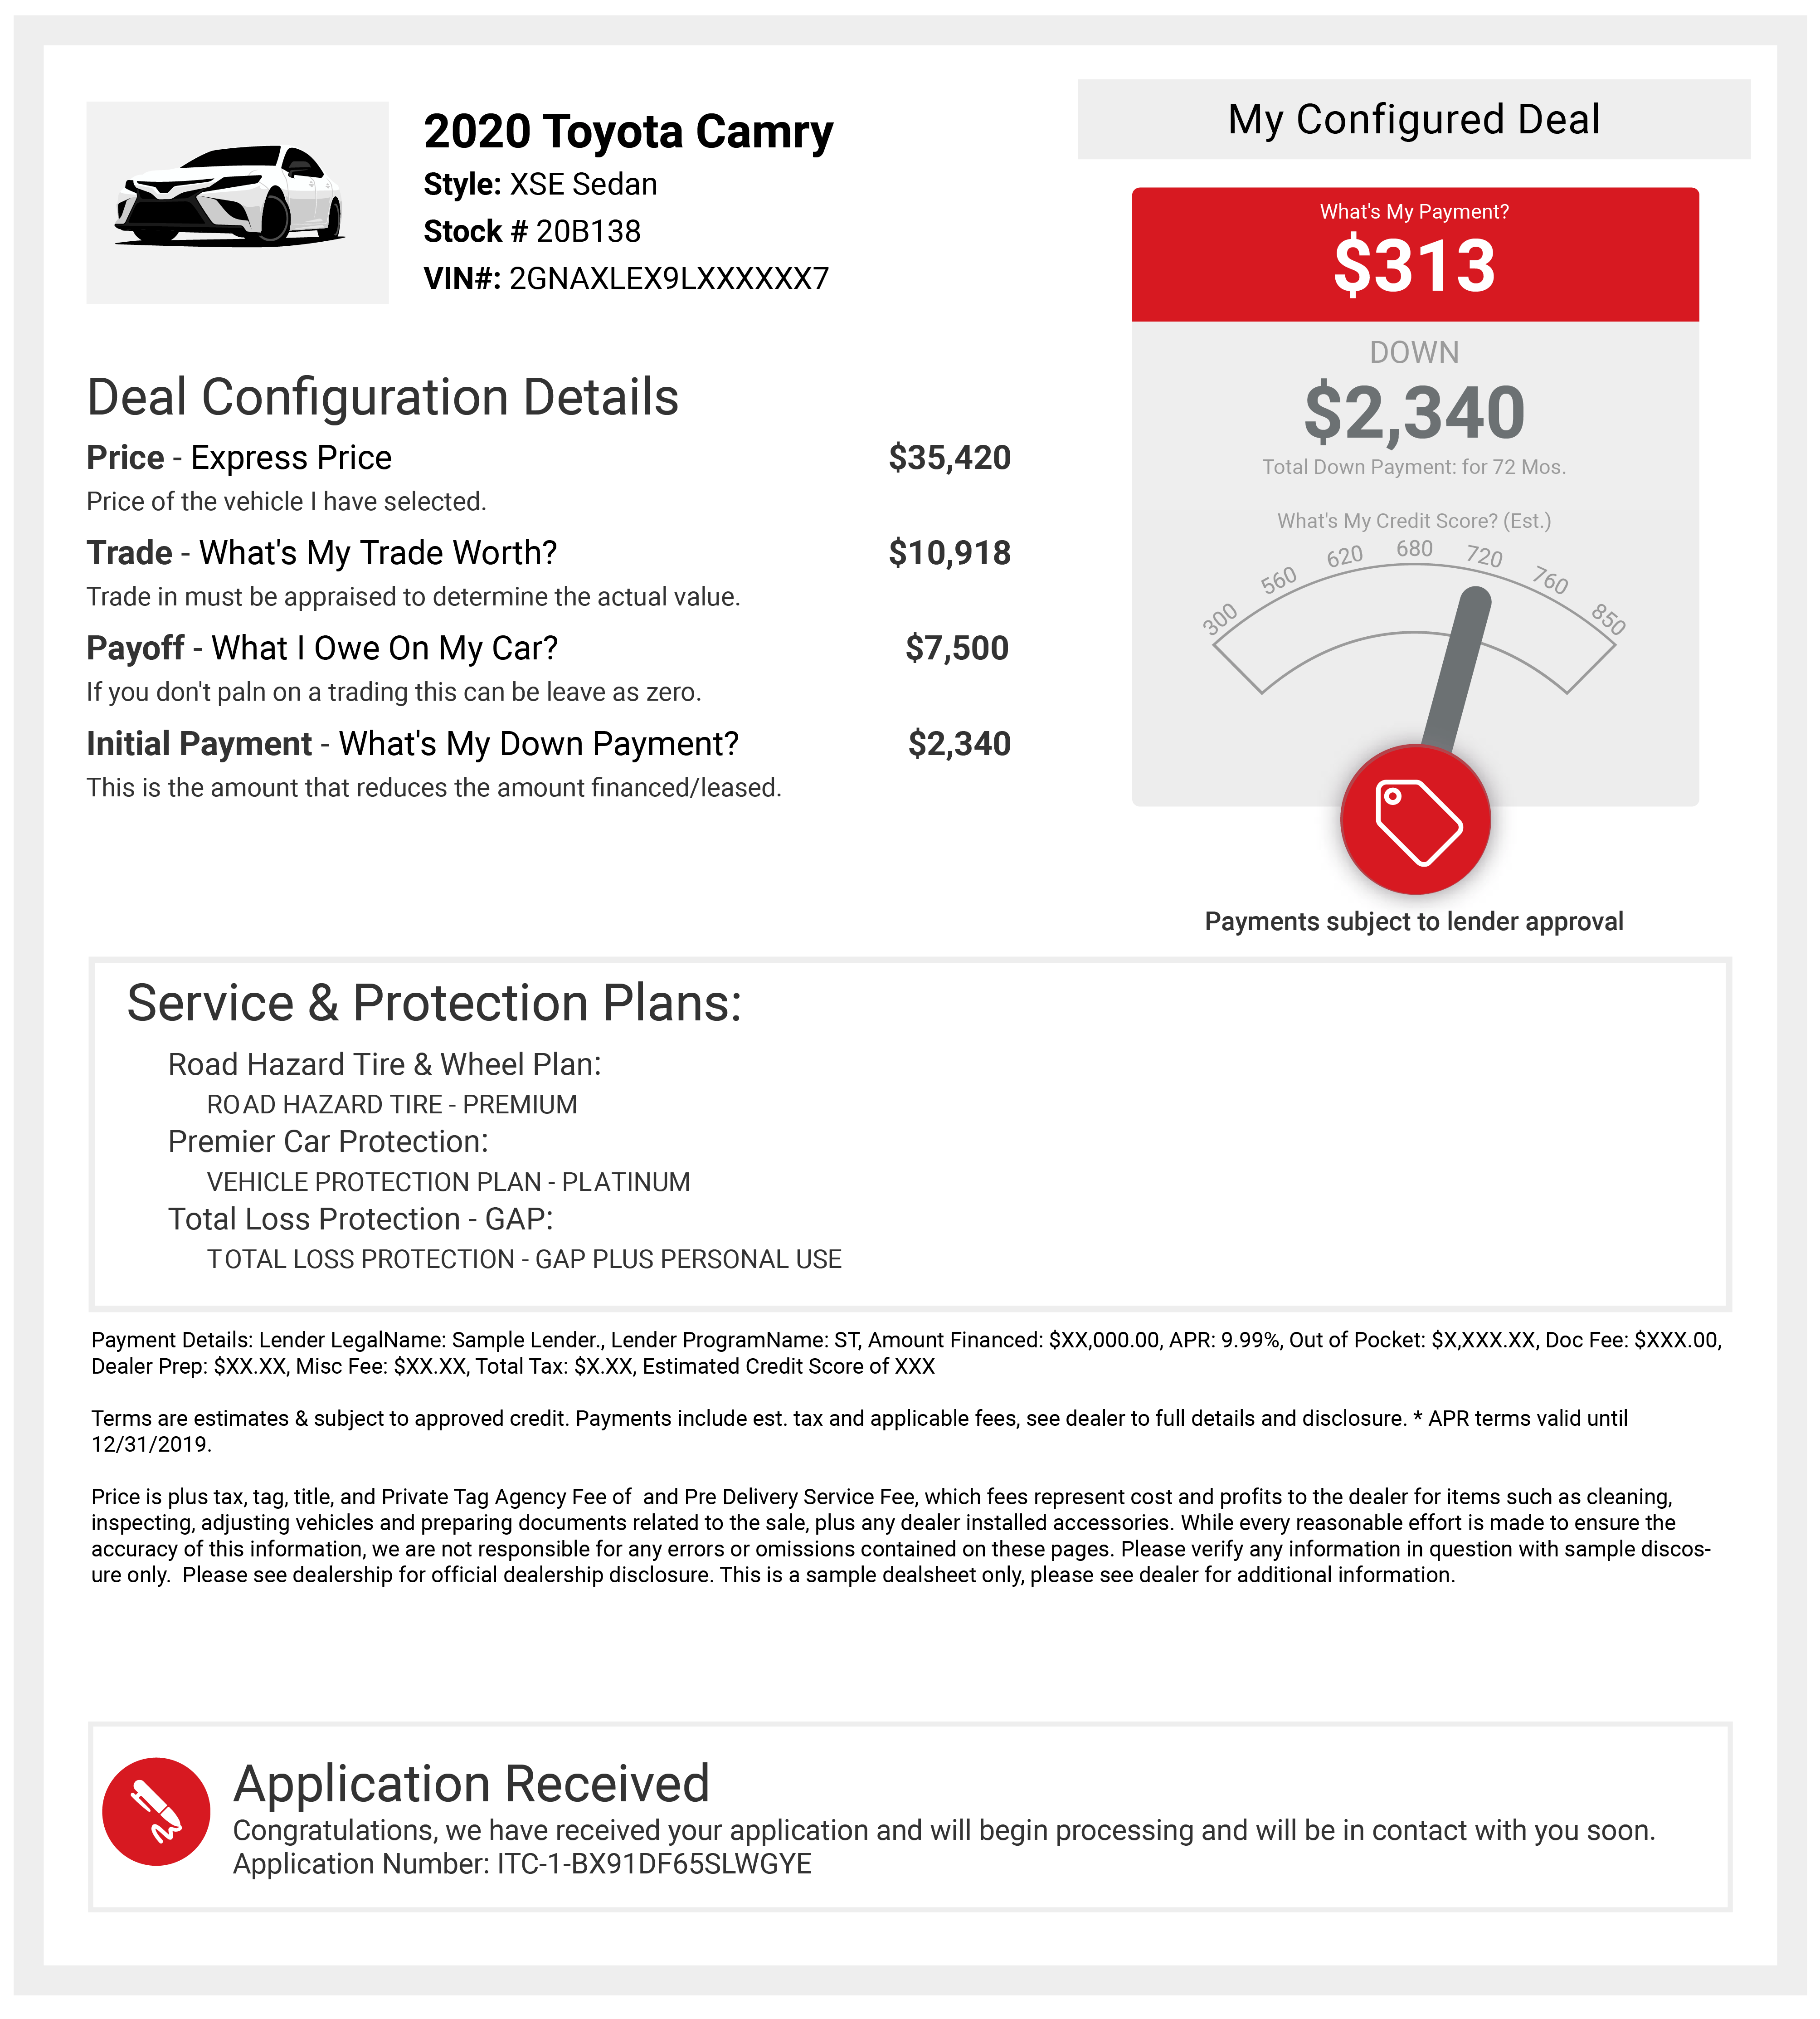 2020 Toyota Camry
Style: XSE Sedan
Stock # 20B138
VIN#: 2GNAXLEX9LXXXXXX7
My Configured Deal
What's My Payment?
$313
DOWN
$2,340
Total Down Payment: for 72 Mos.
What's My Credit Score? (Est.)
300 560 620 680 720 760 850
Payments subject to lender approval
Deal Configuration Details
Price - Express Price $35,420
Price of the vehicle I have selected.
Trade - What's My Trade Worth? $10,918
Trade in must be appraised to determine the actual value.
Payoff - What I Owe On My Car? $7,500
If you don't paln on a trading this can be leave as zero.
Initial Payment - What's My Down Payment? $2,340
This is the amount that reduces the amount financed/leased.
Service & Protection Plans:
Road Hazard Tire & Wheel Plan:
ROAD HAZARD TIRE - PREMIUM
Premier Car Protection:
VEHICLE PROTECTION PLAN - PLATINUM
Total Loss Protection - GAP:
TOTAL LOSS PROTECTION - GAP PLUS PERSONAL USE
Payment Details: Lender LegalName: Sample Lender., Lender ProgramName: ST, Amount Financed: $XX,000.00, APR: 9.99%, Out of Pocket: $X,XXX.XX, Doc Fee: $XXX.00,
Dealer Prep: $XX.XX, Misc Fee: $XX.XX, Total Tax: $X.XX, Estimated Credit Score of XXX
Terms are estimates & subject to approved credit. Payments include est. tax and applicable fees, see dealer to full details and disclosure. * APR terms valid until
12/31/2019.
Price is plus tax, tag, title, and Private Tag Agency Fee of  and Pre Delivery Service Fee, which fees represent cost and profits to the dealer for items such as cleaning,
inspecting, adjusting vehicles and preparing documents related to the sale, plus any dealer installed accessories. While every reasonable effort is made to ensure the
accuracy of this information, we are not responsible for any errors or omissions contained on these pages. Please verify any information in question with sample discos-
ure only.  Please see dealership for official dealership disclosure. This is a sample dealsheet only, please see dealer for additional information.
Application Received
Congratulations, we have received your application and will begin processing and will be in contact with you soon.
Application Number: ITC-1-BX91DF65SLWGYE